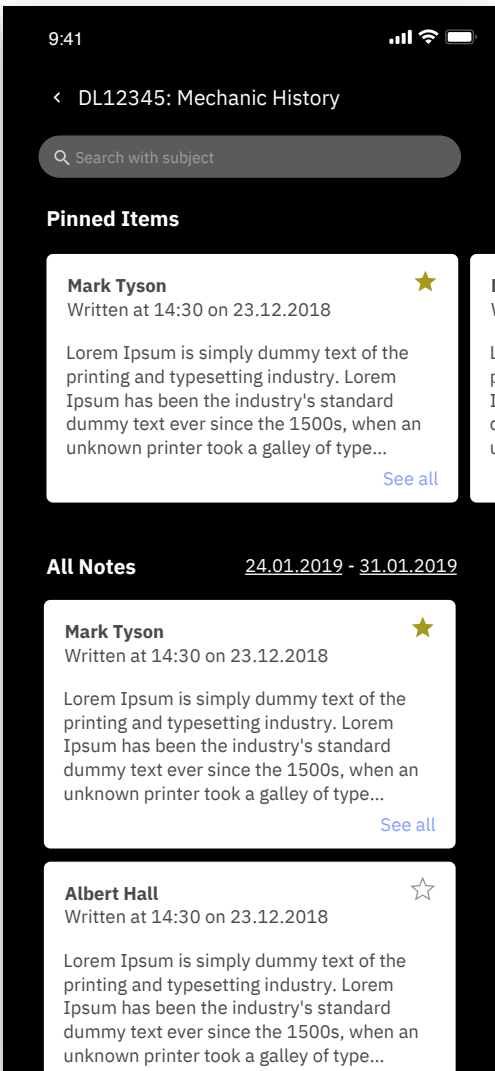 9:41
DL12345: Mechanic History
Search with subject
Pinned Items
Mark Tyson
Written at 14:30 on 23.12.2018
Lorem Ipsum is simply dummy text of the
printing and typesetting industry. Lorem
Ipsum has been the industry's standard
dummy text ever since the 1500s, when an
unknown printer took a galley of type...
See all
All Notes
24.01.2019 - 31.01.2019
Mark Tyson
Written at 14:30 on 23.12.2018
Lorem Ipsum is simply dummy text of the
printing and typesetting industry. Lorem
Ipsum has been the industry's standard
dummy text ever since the 1500s, when an
unknown printer took a galley of type...
See all
Albert Hall
Written at 14:30 on 23.12.2018
Lorem Ipsum is simply dummy text of the
printing and typesetting industry. Lorem
Ipsum has been the industry's standard
dummy text ever since the 1500s, when an
unknown printer took a galley of type...